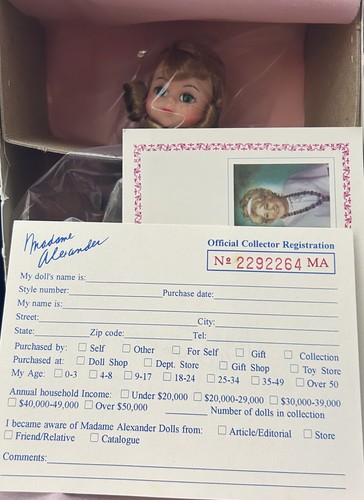 Madame
Alexander
Official Collector Registration
Nº 2292264 MA
My doll's name is:
Style number: Purchase date:
My name is:
Street: City:
State: Zip code: Tel:
Purchased by: Self Other For Self Gift Collection
Purchased at: Doll Shop Dept. Store Gift Shop Toy Store
My Age: 0-3 4-8 9-17 18-24 25-34 35-49 Over 50
Annual household Income: Under $20,000 $20,000-29,000 $30,000-39,000
$40,000-49,000 Over $50,000 Number of dolls in collection
I became aware of Madame Alexander Dolls from: Article/Editorial Store
Friend/Relative Catalogue
Comments: